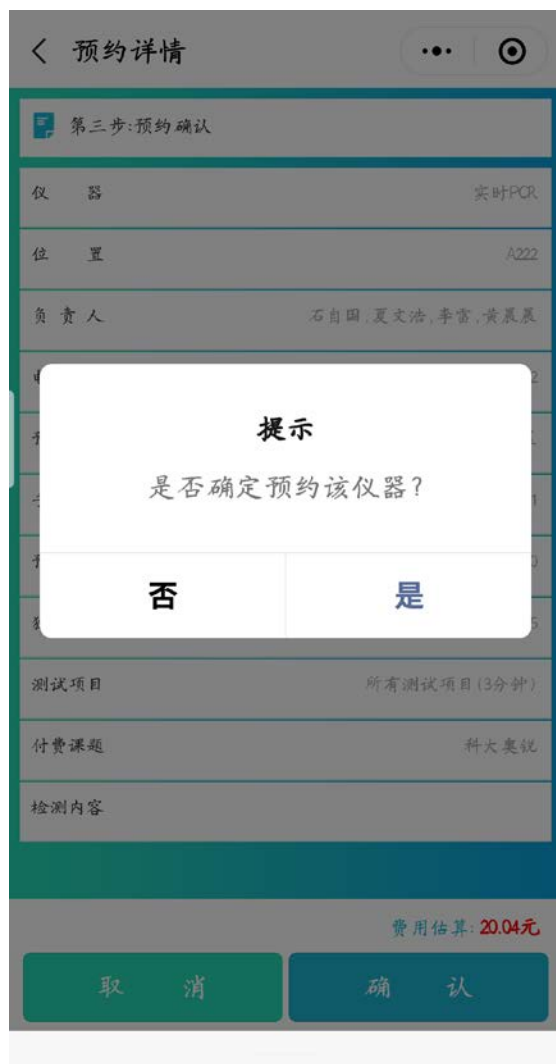 预约详情
第三步:预约确认
仪 器 实时PCR
位 置 A222
负 责 人 石自国,夏文浩,李富,黄晨晨
提示
是否确定预约该仪器?
否 是
测试项目 所有测试项目(3分钟)
付费课题 科大奥锐
检测内容
费用估算: 20.04元
取 消 确 认